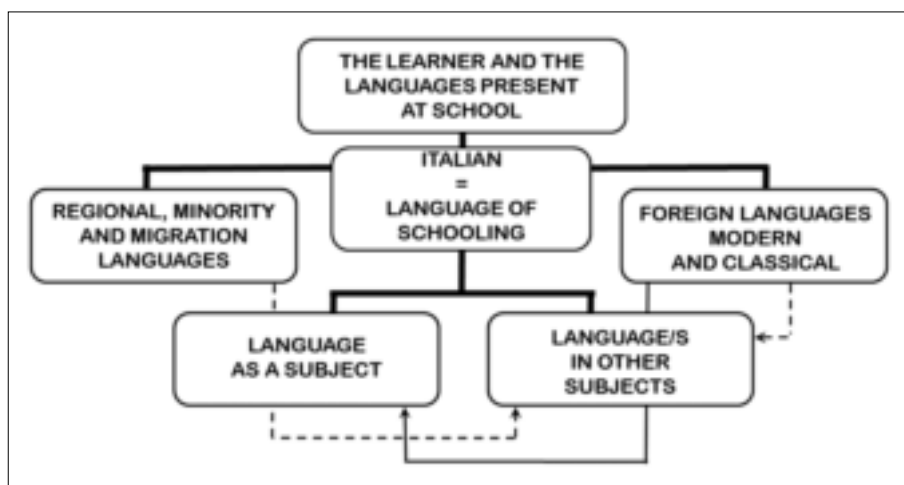 THE LEARNER AND THE
LANGUAGES PRESENT
AT SCHOOL
ITALIAN
=
LANGUAGE OF
SCHOOLING
REGIONAL, MINORITY
AND MIGRATION
LANGUAGES
FOREIGN LANGUAGES
MODERN
AND CLASSICAL
LANGUAGE
AS A SUBJECT
LANGUAGE/S
IN OTHER
SUBJECTS